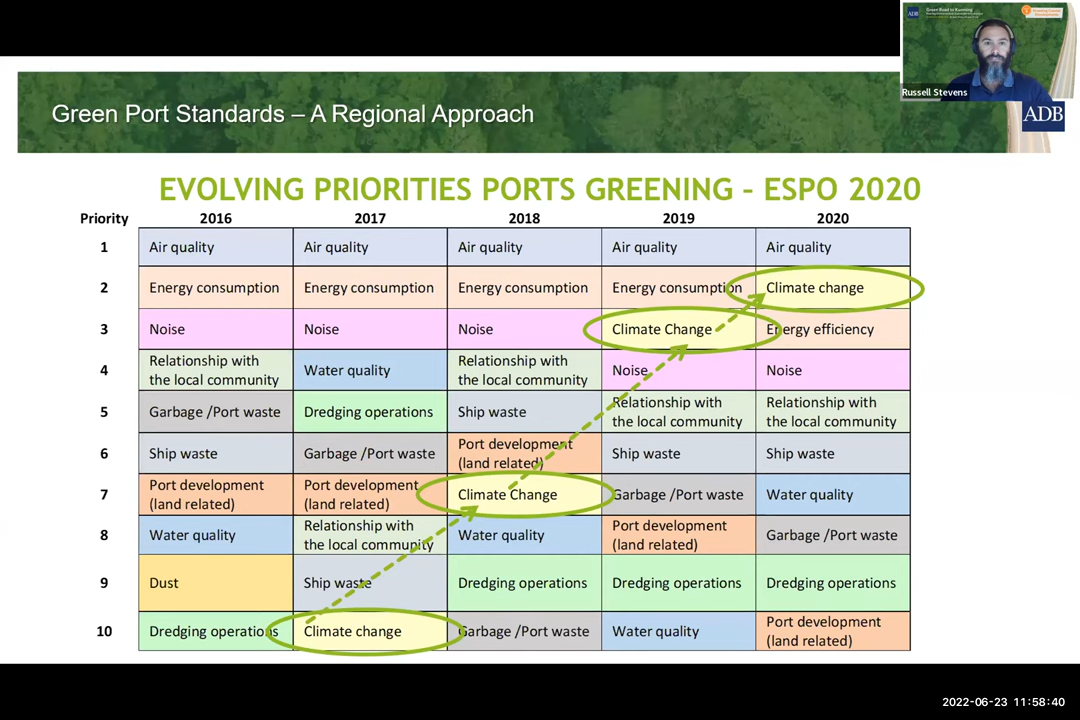 Russell Stevens
ADB
Green Port Standards – A Regional Approach
ADB
EVOLVING PRIORITIES PORTS GREENING - ESPO 2020
Priority 2016 2017 2018 2019 2020
1 Air quality Air quality Air quality Air quality Air quality
2 Energy consumption Energy consumption Energy consumption Energy consumption Climate change
3 Noise Noise Noise Climate Change Energy efficiency
4 Relationship with the local community Water quality Relationship with the local community Noise Noise
5 Garbage /Port waste Dredging operations Ship waste Relationship with the local community Relationship with the local community
6 Ship waste Garbage /Port waste Port development (land related) Ship waste Ship waste
7 Port development (land related) Port development (land related) Climate Change Garbage /Port waste Water quality
8 Water quality Relationship with the local community Water quality Port development (land related) Garbage /Port waste
9 Dust Ship waste Dredging operations Dredging operations Dredging operations
10 Dredging operations Climate change Garbage /Port waste Water quality Port development (land related)
2022-06-23 11:58:40